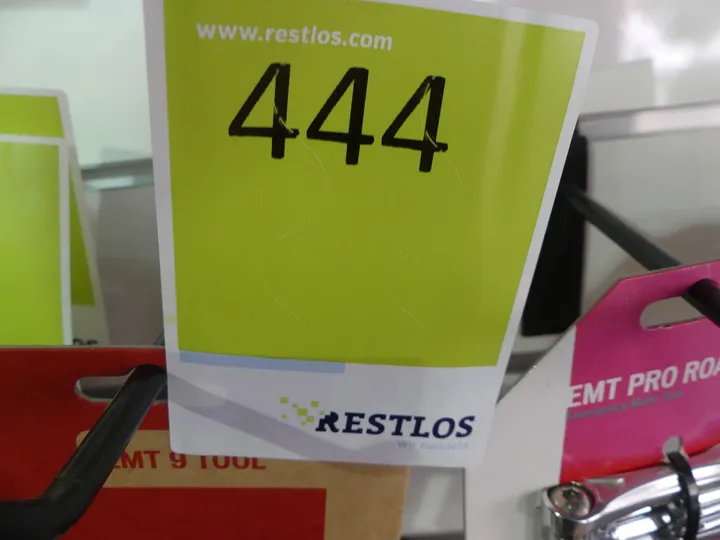 www.restlos.com
444
RESTLOS
EMT PRO ROA
EMT 9 TOOL